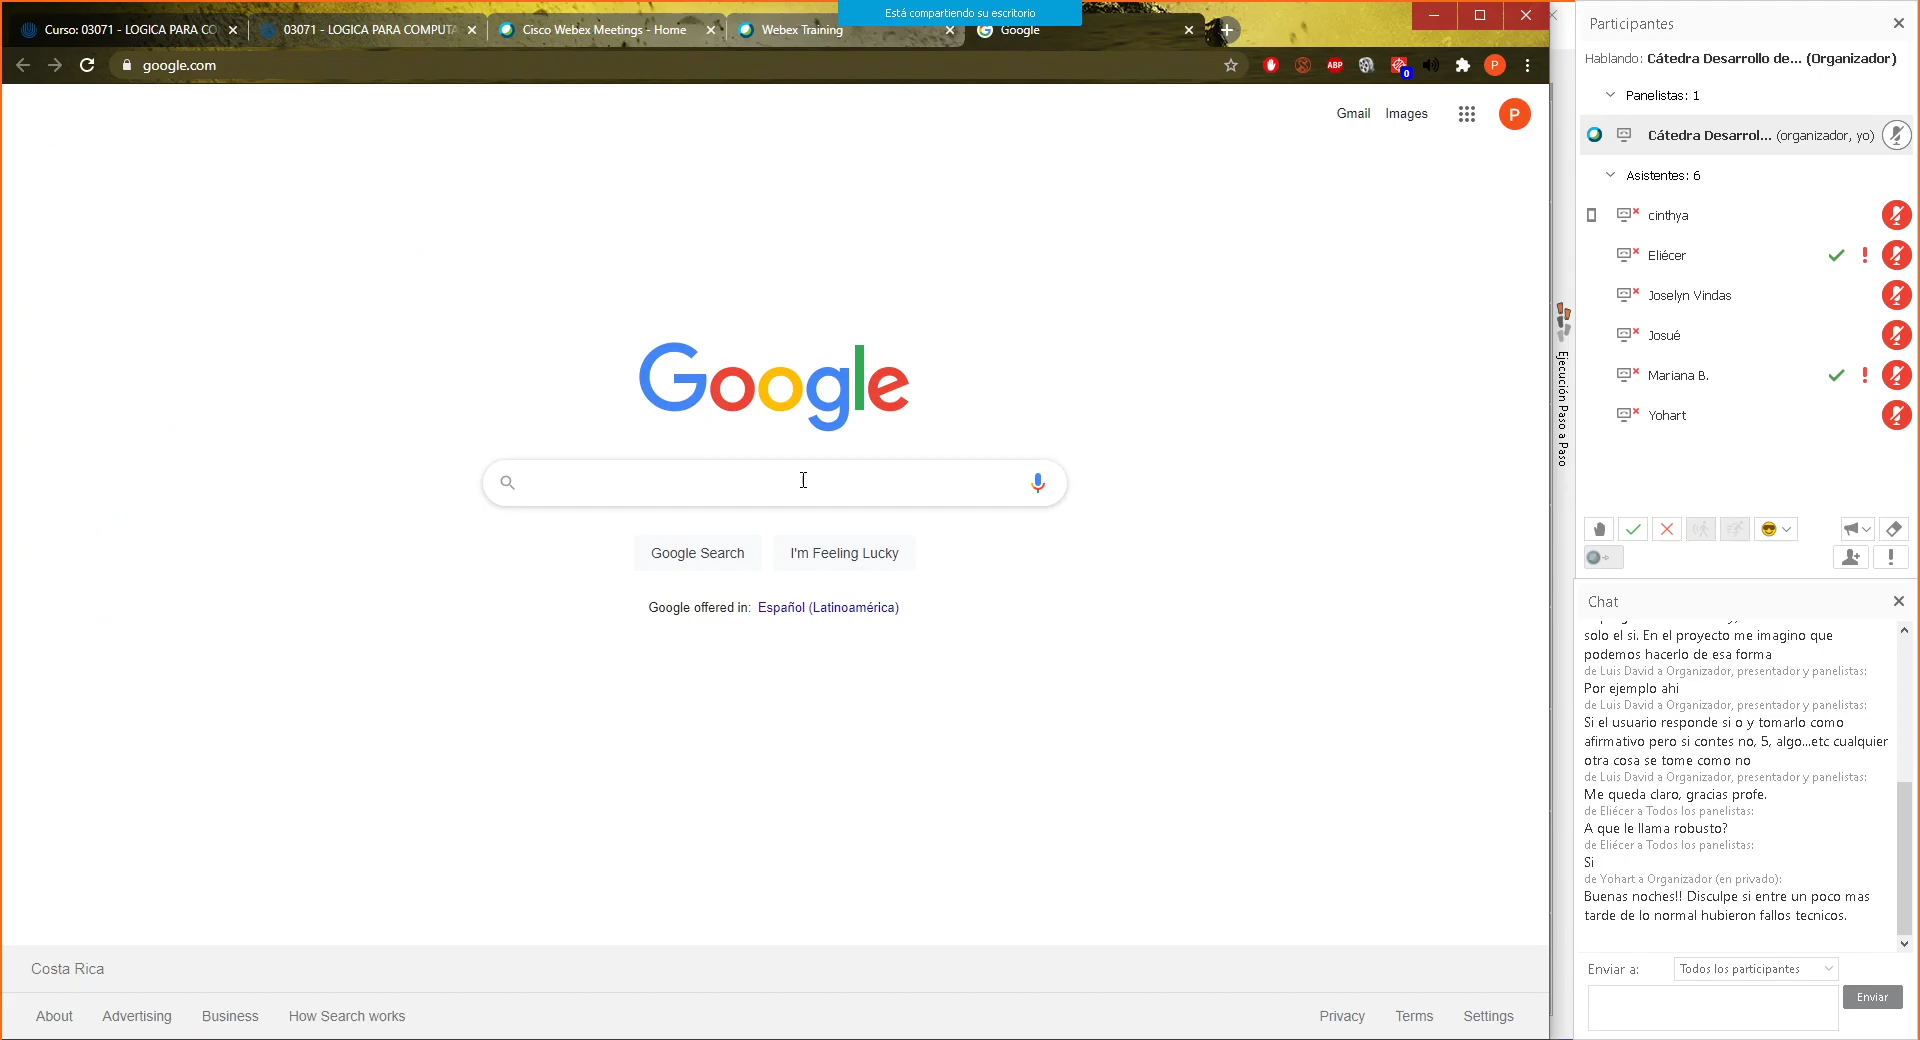 Está compartiendo su escritorio
Curso: 03071 - LOGICA PARA CO
03071 - LOGICA PARA COMPUTA
Cisco Webex Meetings - Home
Webex Training
Google
google.com
ABP
0
P
Gmail
Images
P
Google
Google Search
I'm Feeling Lucky
Google offered in: Español (Latinoamérica)
Costa Rica
About
Advertising
Business
How Search works
Privacy
Terms
Settings
Ejecución Paso a Paso
Participantes
Hablando: Cátedra Desarrollo de... (Organizador)
Panelistas: 1
Cátedra Desarrol... (organizador, yo)
Asistentes: 6
cinthya
Eliécer
Joselyn Vindas
Josué
Mariana B.
Yohart
Chat
solo el si. En el proyecto me imagino que
podemos hacerlo de esa forma
de Luis David a Organizador, presentador y panelistas:
Por ejemplo ahi
de Luis David a Organizador, presentador y panelistas:
Si el usuario responde si o y tomarlo como
afirmativo pero si contes no, 5, algo...etc cualquier
otra cosa se tome como no
de Luis David a Organizador, presentador y panelistas:
Me queda claro, gracias profe.
de Eliécer a Todos los panelistas:
A que le llama robusto?
de Eliécer a Todos los panelistas:
Si
de Yohart a Organizador (en privado):
Buenas noches!! Disculpe si entre un poco mas
tarde de lo normal hubieron fallos tecnicos.
Enviar a:
Todos los participantes
Enviar